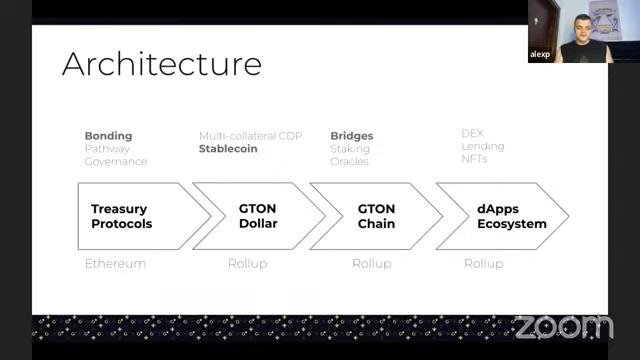 alexp
Architecture
Bonding
Pathway
Governance
Multi-collateral CDP
Stablecoin
Bridges
Staking
Oracles
DEX
Lending
NFTs
Treasury
Protocols
GTON
Dollar
GTON
Chain
dApps
Ecosystem
Ethereum
Rollup
Rollup
Rollup
zoom